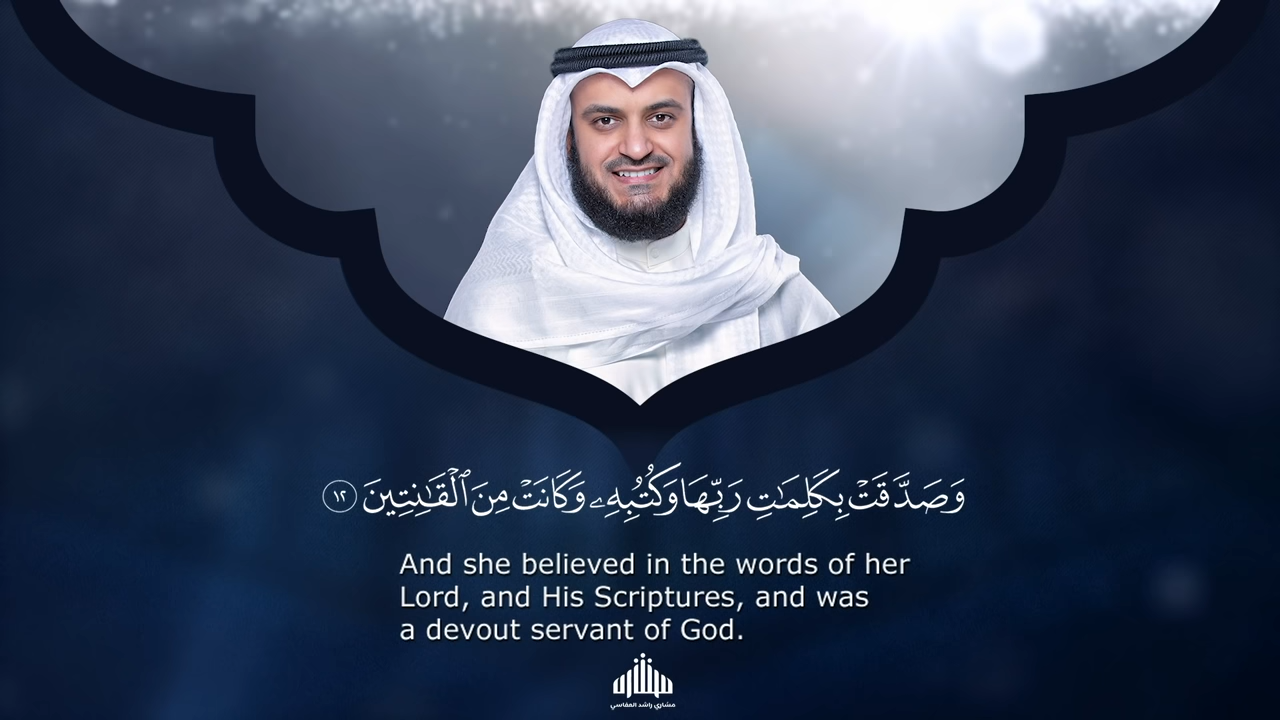 وَصَدَّقَتْ بِكَلِمَٰتِ رَبِّهَا وَكُتُبِهِۦ وَكَانَتْ مِنَ ٱلْقَٰنِتِينَ ١٢
And she believed in the words of her
Lord, and His Scriptures, and was
a devout servant of God.
مشاري راشد العفاسي